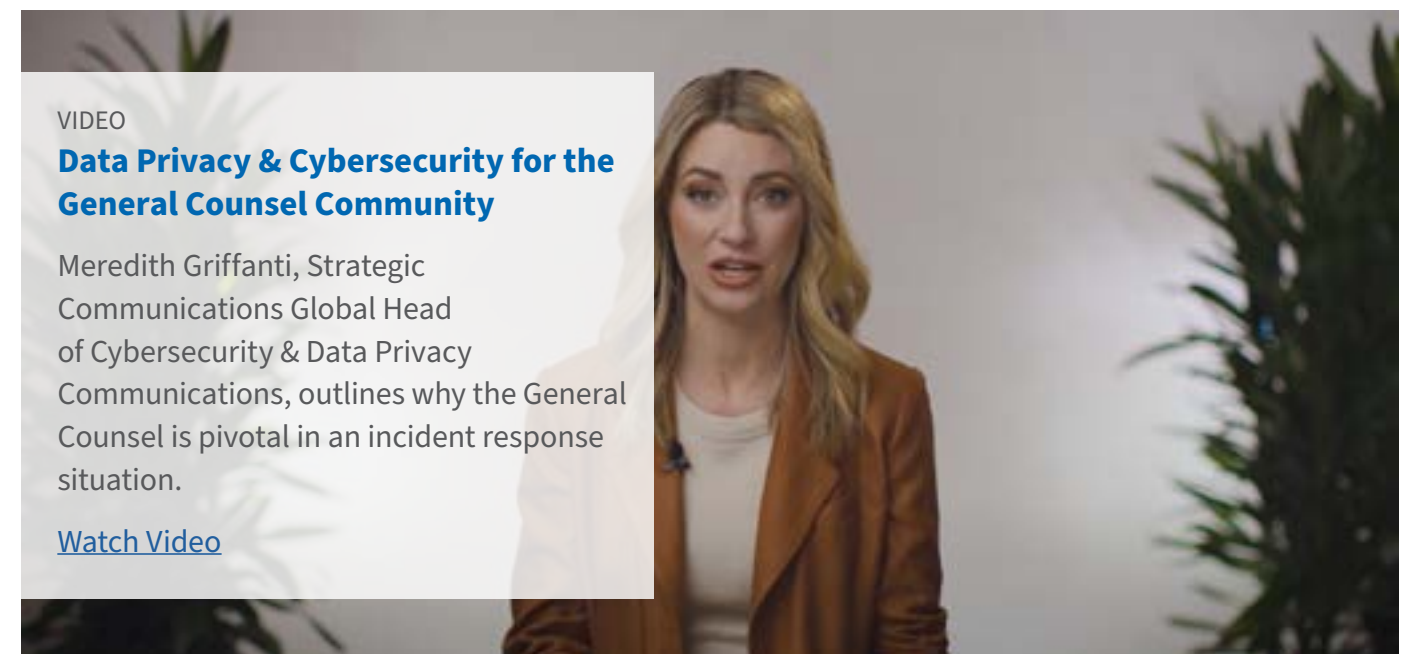 VIDEO
Data Privacy & Cybersecurity for the
General Counsel Community
Meredith Griffanti, Strategic
Communications Global Head
of Cybersecurity & Data Privacy
Communications, outlines why the General
Counsel is pivotal in an incident response
situation.
Watch Video